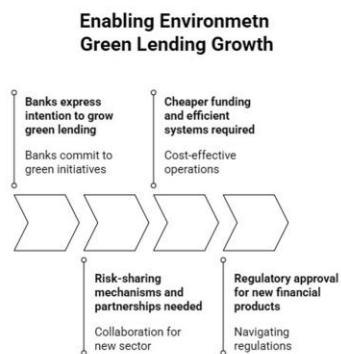 Enabling Environmetn
Green Lending Growth
Banks express
intention to grow
green lending
Banks commit to
green initiatives
Cheaper funding
and efficient
systems required
Cost-effective
operations
Risk-sharing
mechanisms and
partnerships needed
Collaboration for
new sector
Regulatory approval
for new financial
products
Navigating
regulations